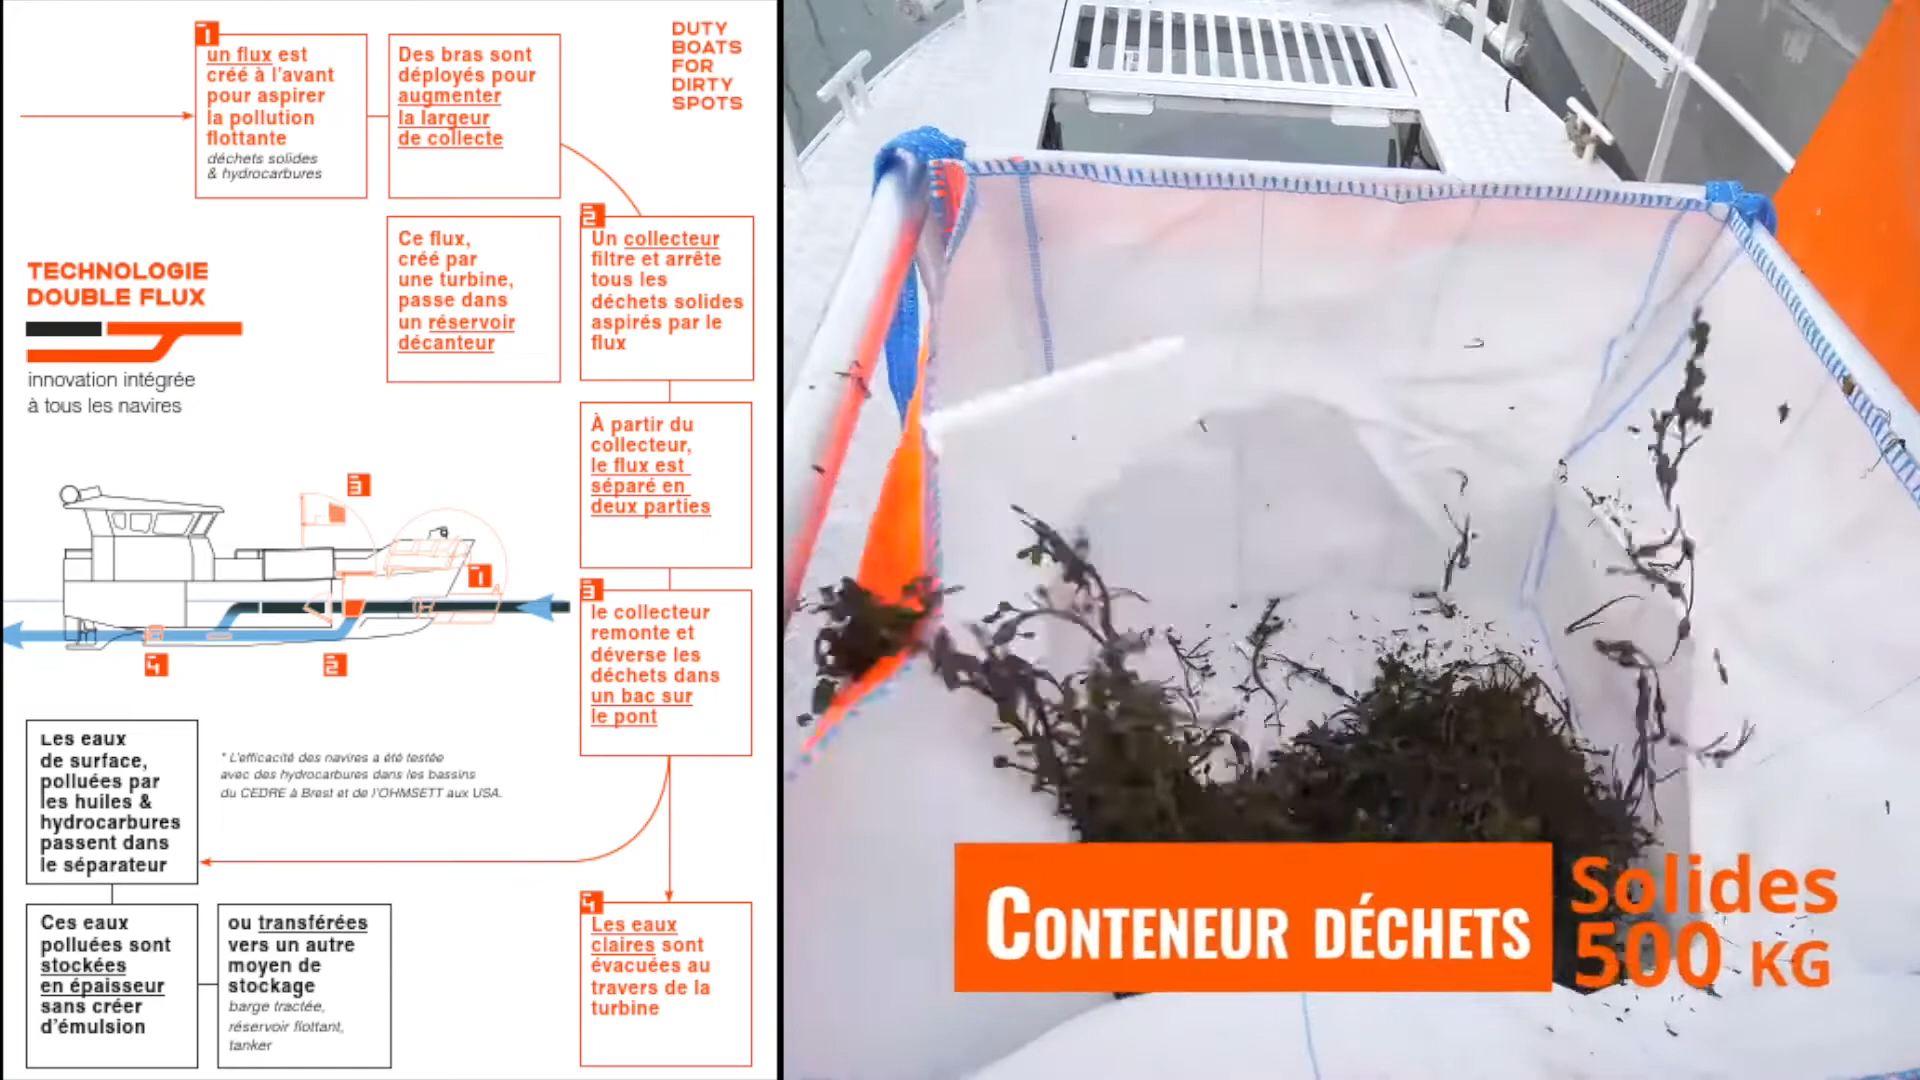 1
un flux est
créé à l'avant
pour aspirer
la pollution
flottante
déchets solides
& hydrocarbures
Des bras sont
déployés pour
augmenter
la largeur
de collecte
DUTY
BOATS
FOR
DIRTY
SPOTS
Ce flux,
créé par
une turbine,
passe dans
un réservoir
décanteur
2
Un collecteur
filtre et arrête
tous les
déchets solides
aspirés par le
flux
TECHNOLOGIE
DOUBLE FLUX
innovation intégrée
à tous les navires
À partir du
collecteur,
le flux est
séparé en
deux parties
3
1
4
2
3
le collecteur
remonte et
déverse les
déchets dans
un bac sur
le pont
Les eaux
de surface,
polluées par
les huiles &
hydrocarbures
passent dans
le séparateur
* L'efficacité des navires a été testée
avec des hydrocarbures dans les bassins
du CEDRE à Brest et de l'OHMSETT aux USA.
Ces eaux
polluées sont
stockées
en épaisseur
sans créer
d'émulsion
ou transférées
vers un autre
moyen de
stockage
barge tractée,
réservoir flottant,
tanker
4
Les eaux
claires sont
évacuées au
travers de la
turbine
CONTENEUR DÉCHETS
Solides
500 KG